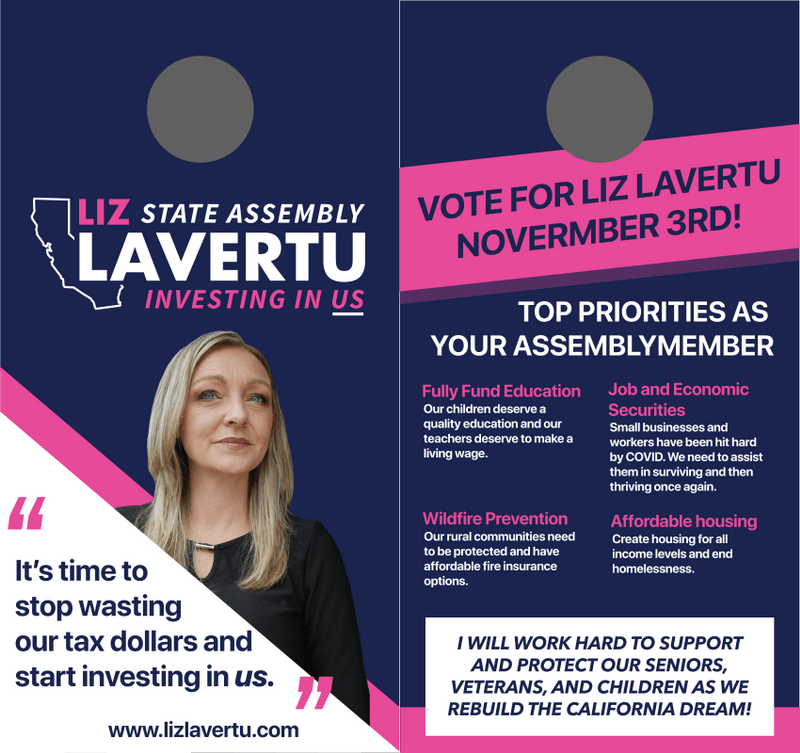 LIZ STATE ASSEMBLY
LAVERTU
INVESTING IN US
“
It's time to
stop wasting
our tax dollars and
start investing in us.
”
www.lizlavertu.com
VOTE FOR LIZ LAVERTU
NOVERMBER 3RD!
TOP PRIORITIES AS
YOUR ASSEMBLYMEMBER
Fully Fund Education
Our children deserve a
quality education and our
teachers deserve to make a
living wage.
Job and Economic
Securities
Small businesses and
workers have been hit hard
by COVID. We need to assist
them in surviving and then
thriving once again.
Wildfire Prevention
Our rural communities need
to be protected and have
affordable fire insurance
options.
Affordable housing
Create housing for all
income levels and end
homelessness.
I WILL WORK HARD TO SUPPORT
AND PROTECT OUR SENIORS,
VETERANS, AND CHILDREN AS WE
REBUILD THE CALIFORNIA DREAM!